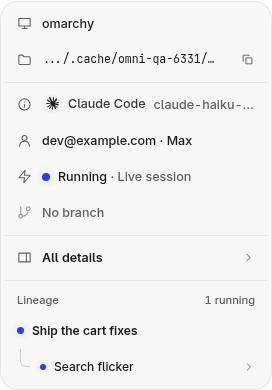 omarchy
.../.cache/omni-qa-6331/…
Claude Code claude-haiku-...
dev@example.com · Max
Running · Live session
No branch
All details
Lineage 1 running
Ship the cart fixes
Search flicker